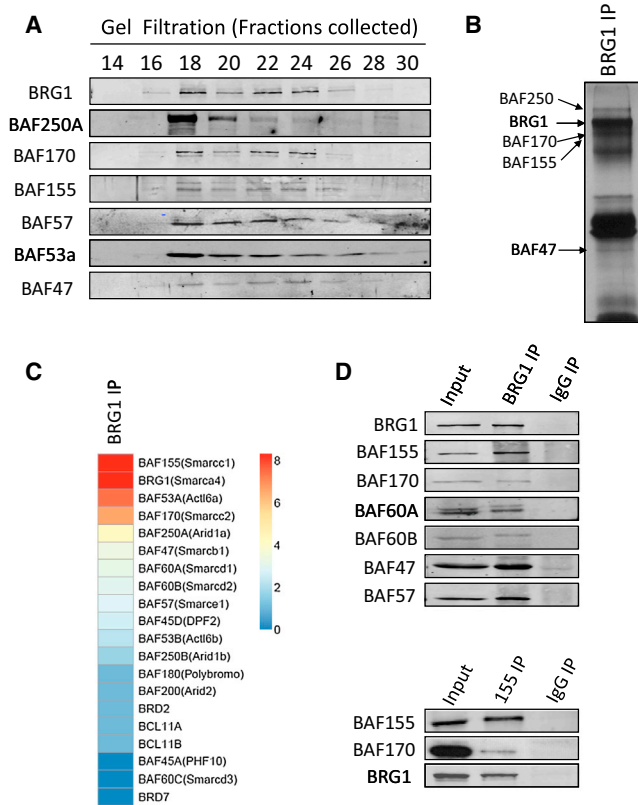 A
Gel Filtration (Fractions collected)
14 16 18 20 22 24 26 28 30
BRG1
BAF250A
BAF170
BAF155
BAF57
BAF53a
BAF47
B
BRG1 IP
BAF250
BRG1
BAF170
BAF155
BAF47
C
BRG1 IP
BAF155(Smarcc1)
BRG1(Smarca4)
BAF53A(Actl6a)
BAF170(Smarcc2)
BAF250A(Arid1a)
BAF47(Smarcb1)
BAF60A(Smarcd1)
BAF60B(Smarcd2)
BAF57(Smarce1)
BAF45D(DPF2)
BAF53B(Actl6b)
BAF250B(Arid1b)
BAF180(Polybromo)
BAF200(Arid2)
BRD2
BCL11A
BCL11B
BAF45A(PHF10)
BAF60C(Smarcd3)
BRD7
8
6
4
2
0
D
Input BRG1 IP IgG IP
BRG1
BAF155
BAF170
BAF60A
BAF60B
BAF47
BAF57
Input 155 IP IgG IP
BAF155
BAF170
BRG1